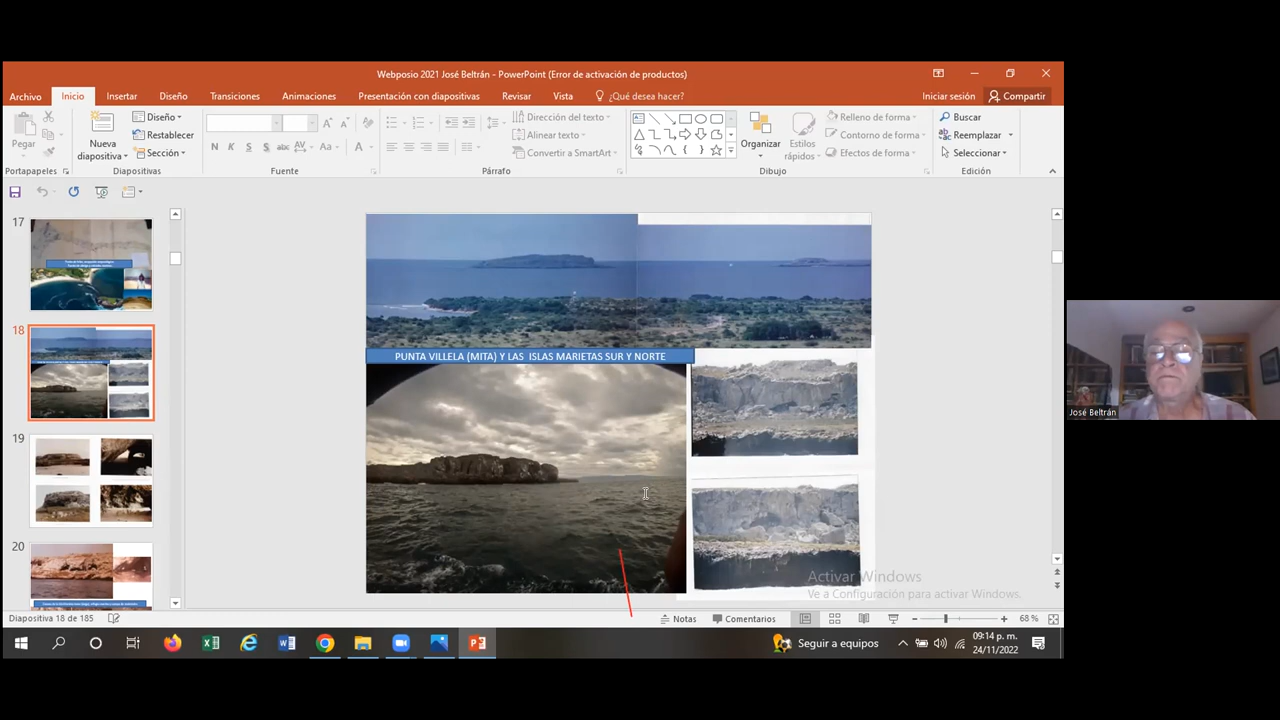 Webposio 2021 José Beltrán - PowerPoint (Error de activación de productos)
Archivo Inicio Insertar Diseño Transiciones Animaciones Presentación con diapositivas Revisar Vista ¿Qué desea hacer? Iniciar sesión Compartir
Pegar
Nueva diapositiva
Diseño
Restablecer
Sección
N K S S abc AV Aa A
Dirección del texto
Alinear texto
Convertir a SmartArt
Organizar
Estilos rápidos
Relleno de forma
Contorno de forma
Efectos de forma
Buscar
Reemplazar
Seleccionar
Portapapeles Diapositivas Fuente Párrafo Dibujo Edición
17
18
19
20
PUNTA VILLELA (MITA) Y LAS ISLAS MARIETAS SUR Y NORTE
José Beltrán
Activar Windows
Ve a Configuración para activar Windows.
Diapositiva 18 de 185 Notas Comentarios 68 %
Seguir a equipos
09:14 p. m.
24/11/2022